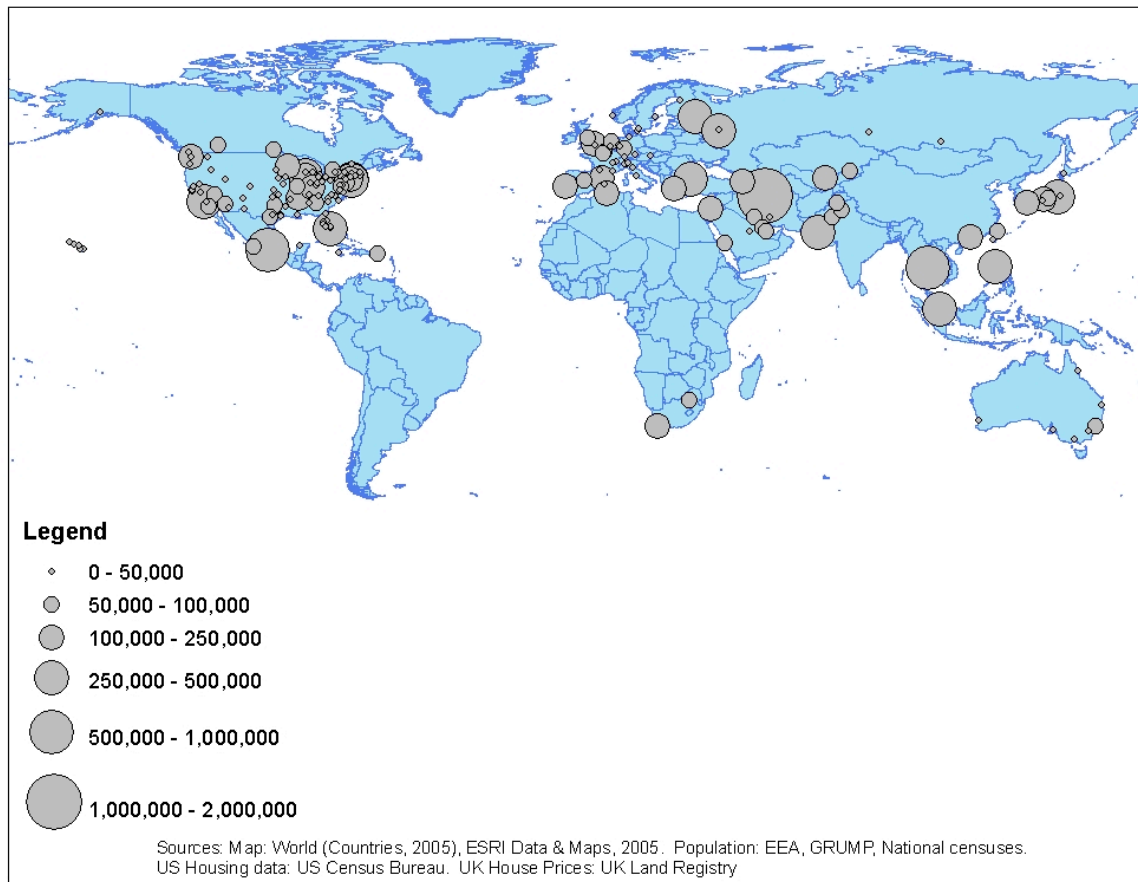 Legend
0 - 50,000
50,000 - 100,000
100,000 - 250,000
250,000 - 500,000
500,000 - 1,000,000
1,000,000 - 2,000,000
Sources: Map: World (Countries, 2005), ESRI Data & Maps, 2005. Population: EEA, GRUMP, National censuses.
US Housing data: US Census Bureau. UK House Prices: UK Land Registry